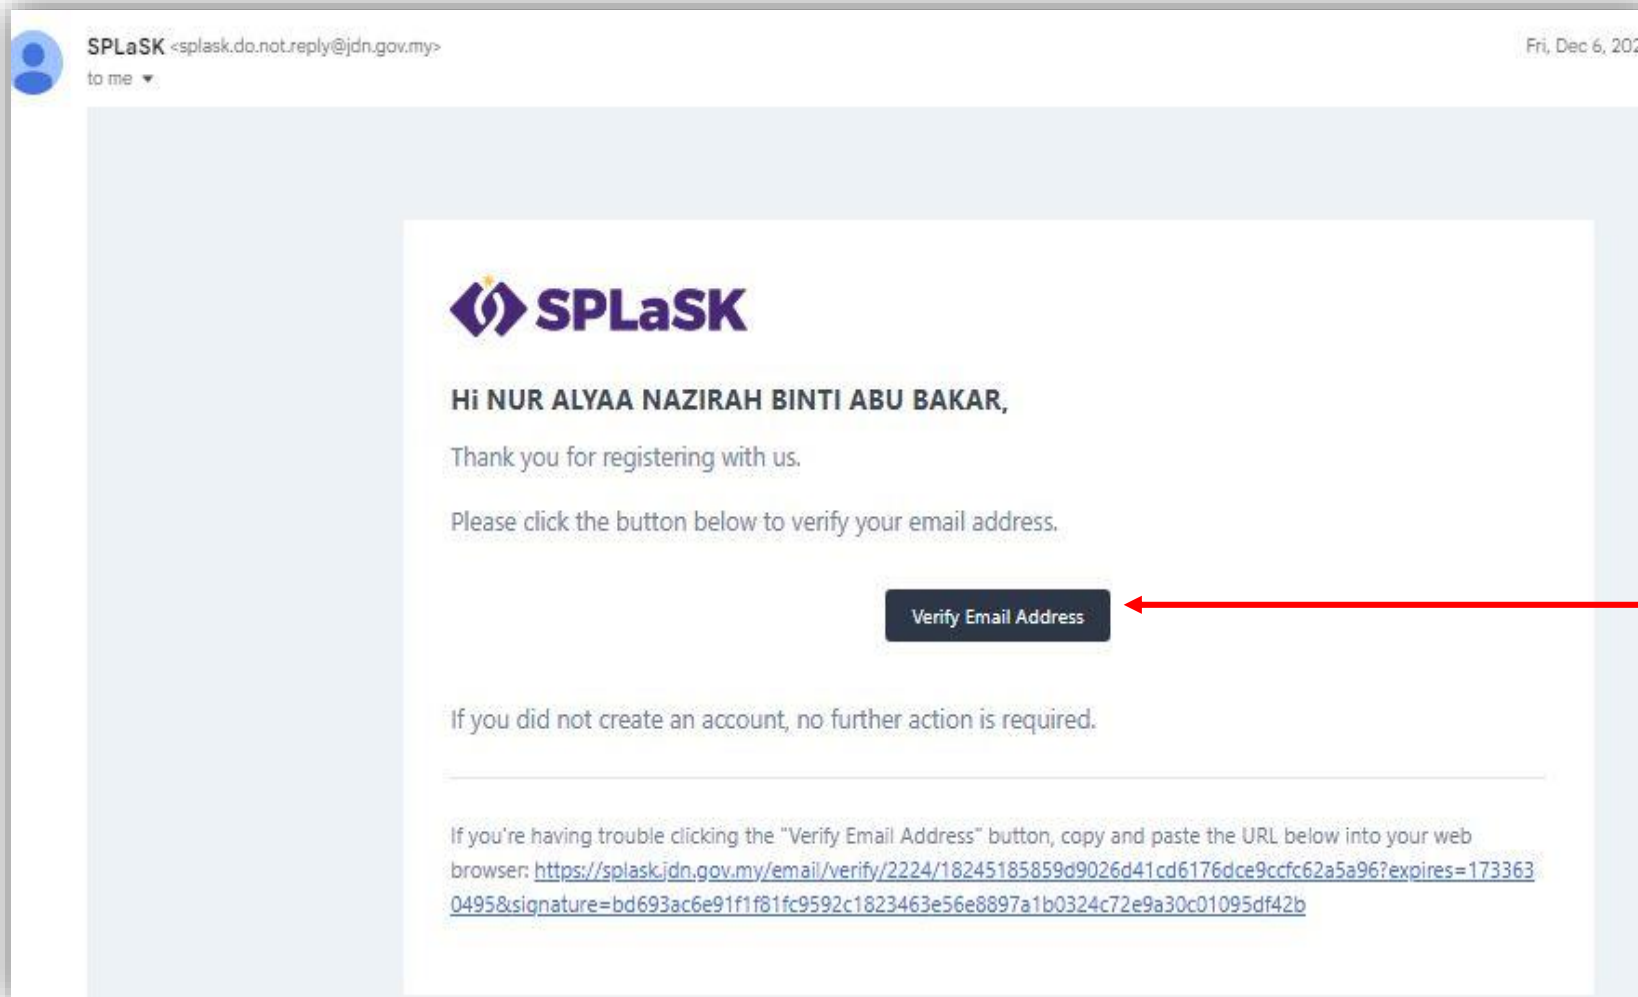 SPLaSK <splask.do.not.reply@jdn.gov.my>
Fri, Dec 6, 202
to me
SPLaSK
Hi NUR ALYAA NAZIRAH BINTI ABU BAKAR,
Thank you for registering with us.
Please click the button below to verify your email address.
Verify Email Address
If you did not create an account, no further action is required.
If you're having trouble clicking the "Verify Email Address" button, copy and paste the URL below into your web
browser: https://splask.jdn.gov.my/email/verify/2224/18245185859d9026d41cd6176dce9ccfc62a5a96?expires=173363
0495&signature=bd693ac6e91f1f81fc9592c1823463e56e8897a1b0324c72e9a30c01095df42b